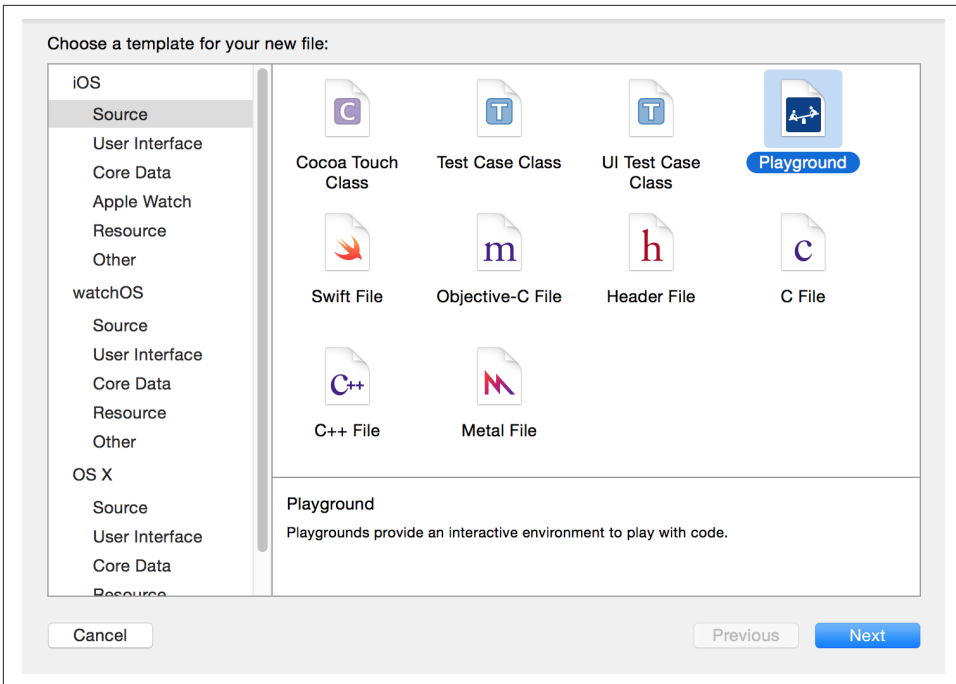 Choose a template for your new file:
iOS
Source
User Interface
Core Data
Apple Watch
Resource
Other
watchOS
Source
User Interface
Core Data
Resource
Other
OS X
Source
User Interface
Core Data
Resource
C
T
T
Cocoa Touch
Class
Test Case Class
UI Test Case
Class
Playground
m
h
c
Swift File
Objective-C File
Header File
C File
C++
C++ File
Metal File
Playground
Playgrounds provide an interactive environment to play with code.
Cancel
Previous
Next